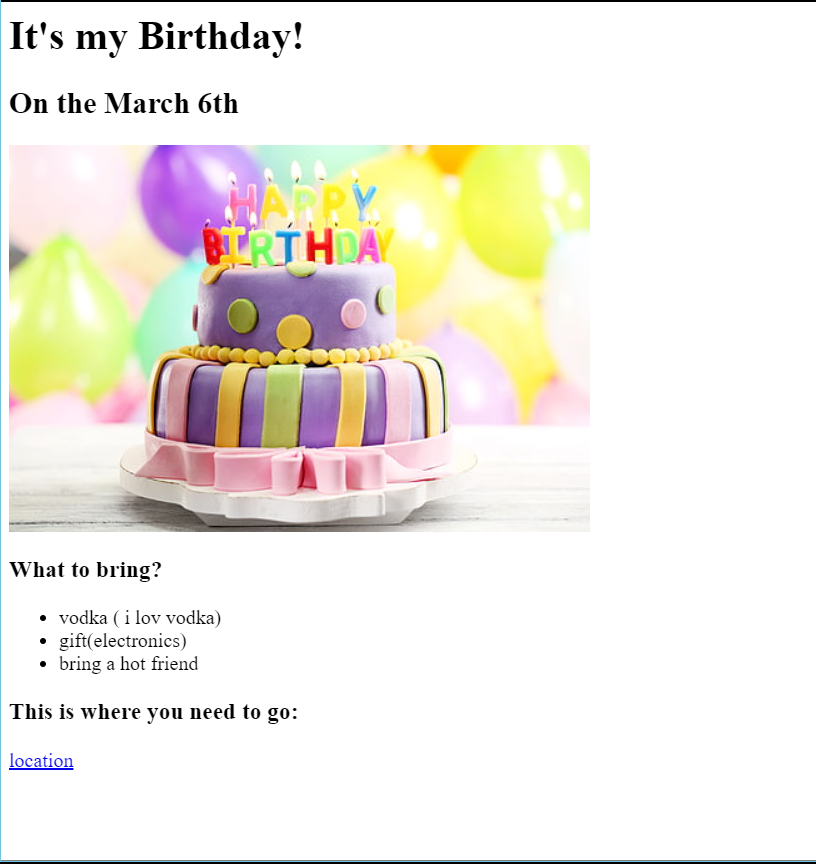 It's my Birthday!
On the March 6th
HAPPY
BIRTHDAY
What to bring?
vodka ( i lov vodka)
gift(electronics)
bring a hot friend
This is where you need to go:
location